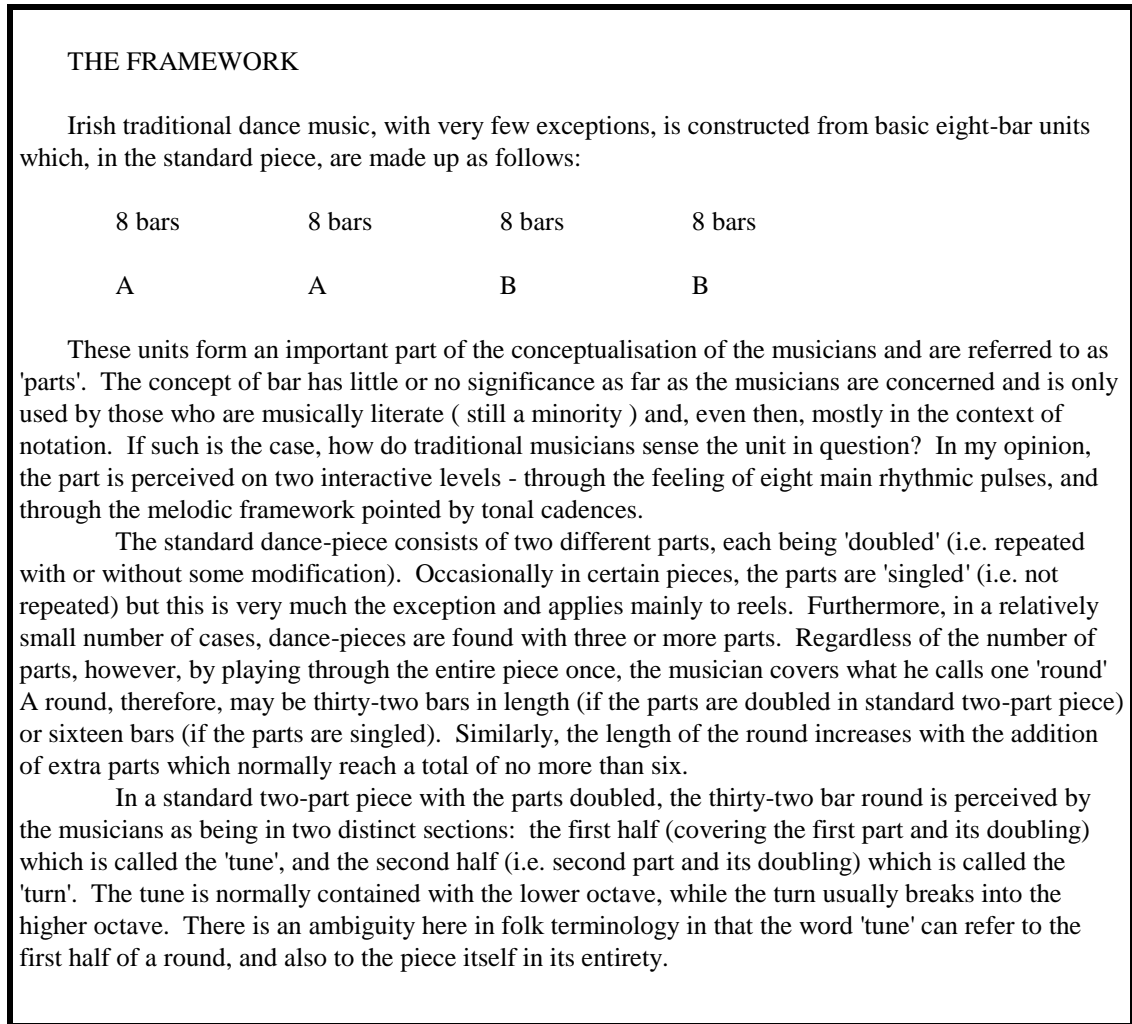 THE FRAMEWORK
Irish traditional dance music, with very few exceptions, is constructed from basic eight-bar units
which, in the standard piece, are made up as follows:
8 bars 8 bars 8 bars 8 bars
A A B B
These units form an important part of the conceptualisation of the musicians and are referred to as
'parts'. The concept of bar has little or no significance as far as the musicians are concerned and is only
used by those who are musically literate ( still a minority ) and, even then, mostly in the context of
notation. If such is the case, how do traditional musicians sense the unit in question? In my opinion,
the part is perceived on two interactive levels - through the feeling of eight main rhythmic pulses, and
through the melodic framework pointed by tonal cadences.
The standard dance-piece consists of two different parts, each being 'doubled' (i.e. repeated
with or without some modification). Occasionally in certain pieces, the parts are 'singled' (i.e. not
repeated) but this is very much the exception and applies mainly to reels. Furthermore, in a relatively
small number of cases, dance-pieces are found with three or more parts. Regardless of the number of
parts, however, by playing through the entire piece once, the musician covers what he calls one 'round'
A round, therefore, may be thirty-two bars in length (if the parts are doubled in standard two-part piece)
or sixteen bars (if the parts are singled). Similarly, the length of the round increases with the addition
of extra parts which normally reach a total of no more than six.
In a standard two-part piece with the parts doubled, the thirty-two bar round is perceived by
the musicians as being in two distinct sections: the first half (covering the first part and its doubling)
which is called the 'tune', and the second half (i.e. second part and its doubling) which is called the
'turn'. The tune is normally contained with the lower octave, while the turn usually breaks into the
higher octave. There is an ambiguity here in folk terminology in that the word 'tune' can refer to the
first half of a round, and also to the piece itself in its entirety.